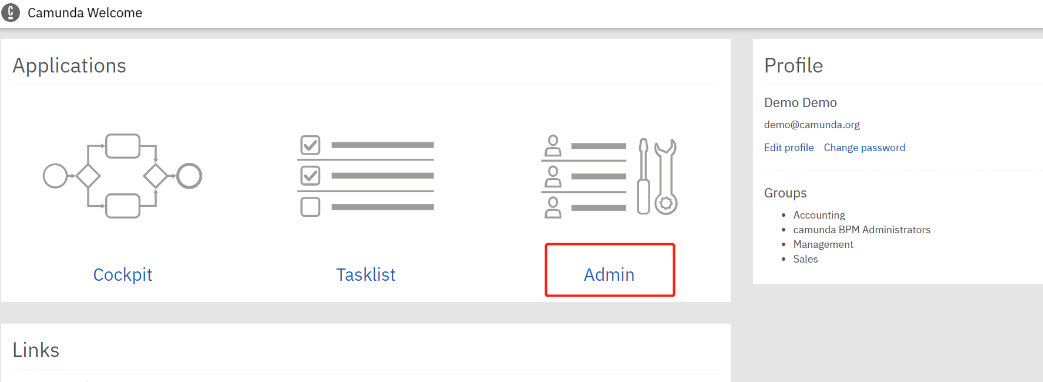 Camunda Welcome
Applications
Cockpit
Tasklist
Admin
Links
Profile
Demo Demo
demo@camunda.org
Edit profile Change password
Groups
Accounting
camunda BPM Administrators
Management
Sales